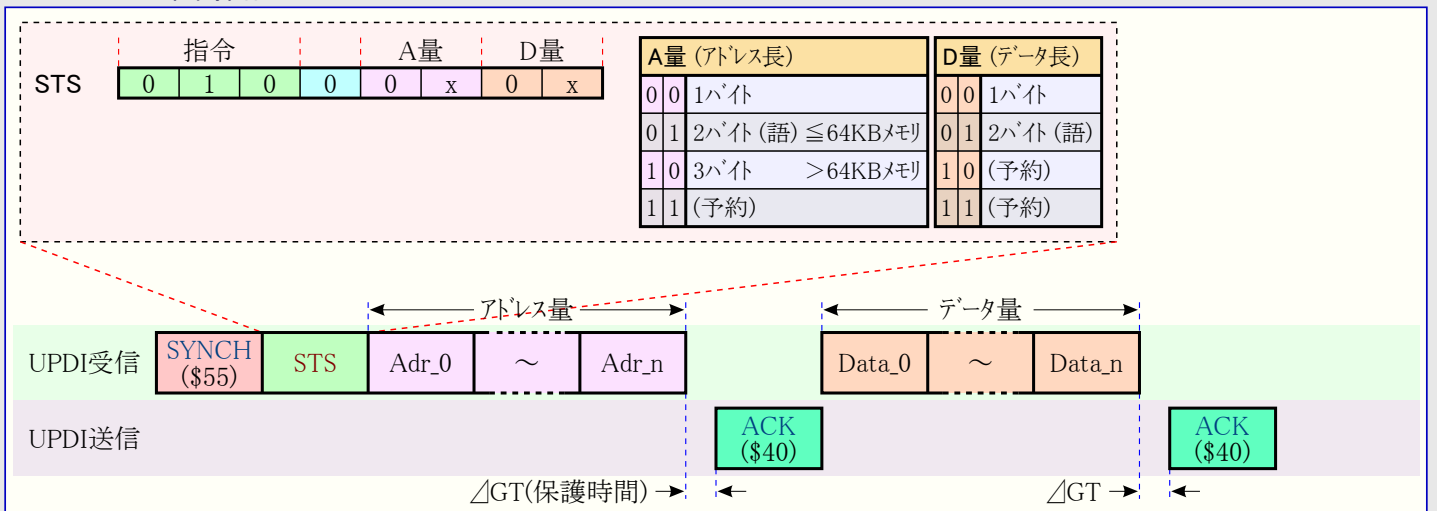 指令 A量 D量
STS 0 1 0 0 0 x 0 x
A量 (アドレス長)
0 0 1バイト
0 1 2バイト (語) ≦64KBメモリ
1 0 3バイト >64KBメモリ
1 1 (予約)
D量 (データ長)
0 0 1バイト
0 1 2バイト (語)
1 0 (予約)
1 1 (予約)
アドレス量 データ量
UPDI受信 SYNCH ($55) STS Adr_0 ~ Adr_n Data_0 ~ Data_n
UPDI送信 ACK ($40) ACK ($40)
⊿GT(保護時間) ⊿GT